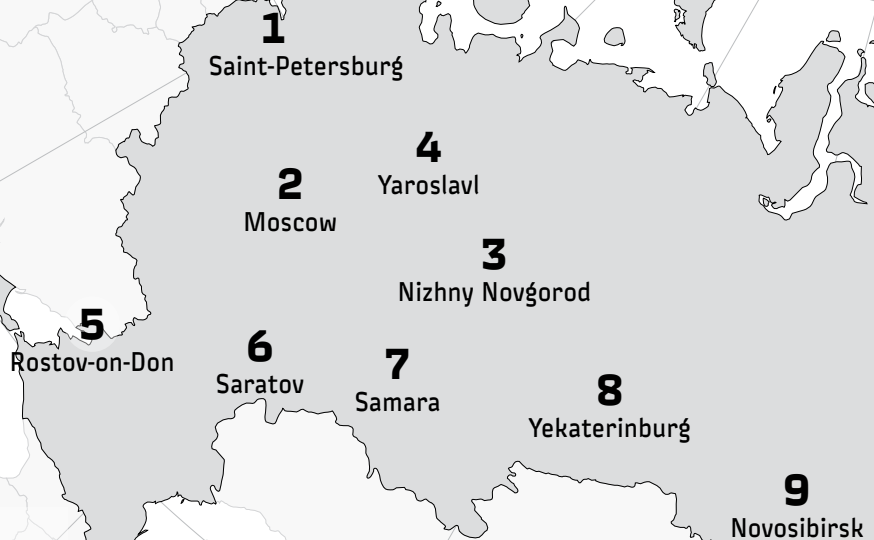 1
Saint-Petersburg
4
Yaroslavl
2
Moscow
3
Nizhny Novgorod
5
Rostov-on-Don
6
Saratov
7
Samara
8
Yekaterinburg
9
Novosibirsk